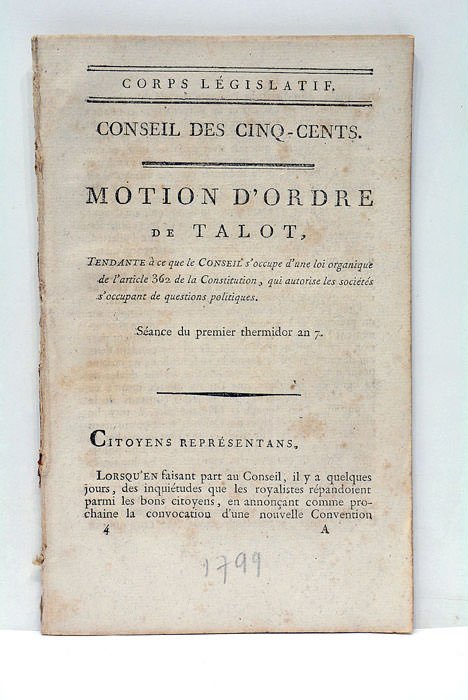 CORPS LÉGISLATIF.
CONSEIL DES CINQ-CENTS.
MOTION D'ORDRE
DE TALOT,
TENDANTE à ce que le CONSEIL s'occupe d'une loi organique
de l'article 362 de la Constitution, qui autorise les sociétés
s'occupant de questions politiques.
Séance du premier thermidor an 7.
CITOYENS REPRÉSENTANS,
LORSQU'EN faisant part au Conseil, il y a quelques
jours, des inquiétudes que les royalistes répandoient
parmi les bons citoyens, en annonçant comme pro-
chaine la convocation d'une nouvelle Convention
4 A
1799